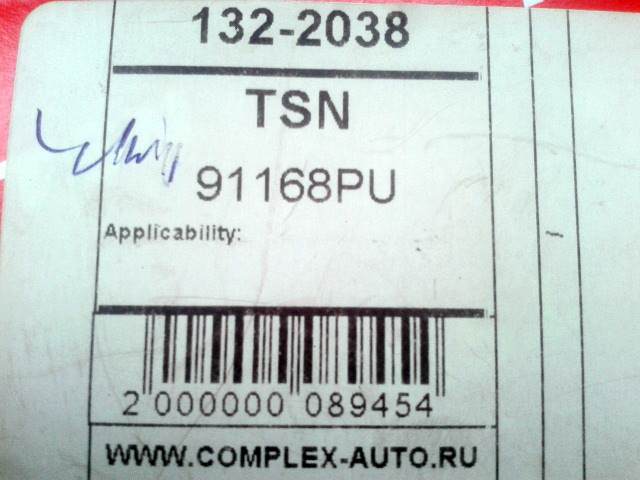 132-2038
TSN
91168PU
Applicability:
2 000000 089454
WWW.COMPLEX-AUTO.RU